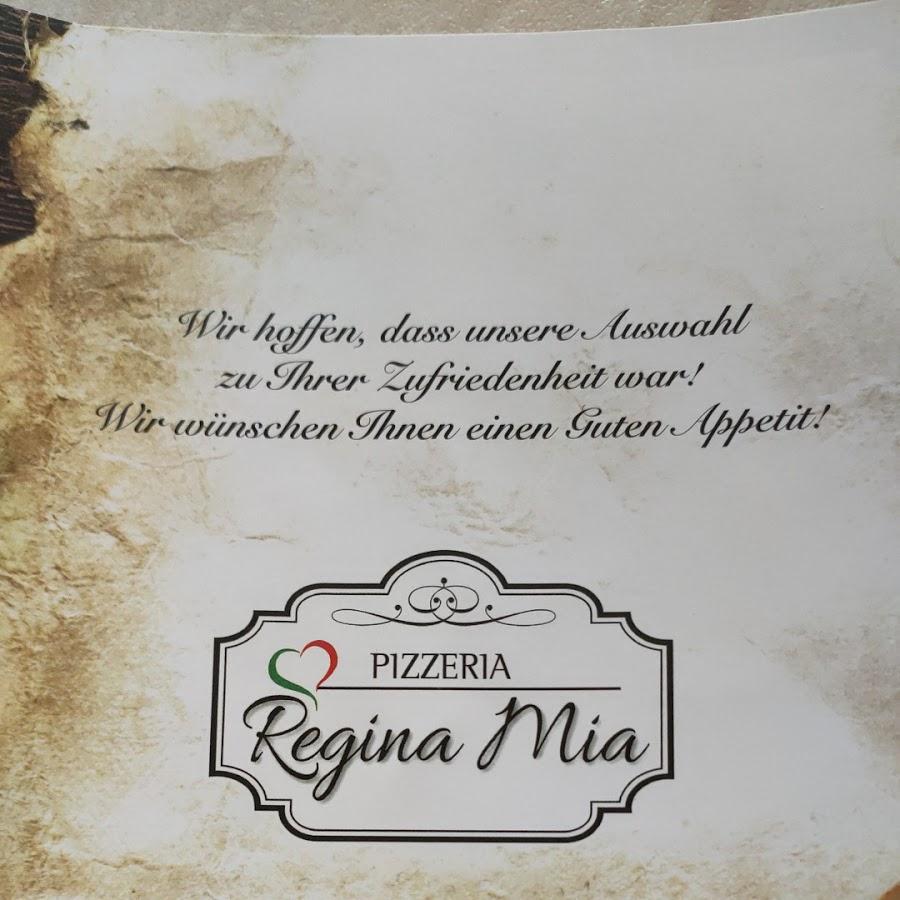 Wir hoffen, dass unsere Auswahl
zu Ihrer Zufriedenheit war!
Wir wünschen Ihnen einen Guten Appetit!
PIZZERIA
Regina Mia